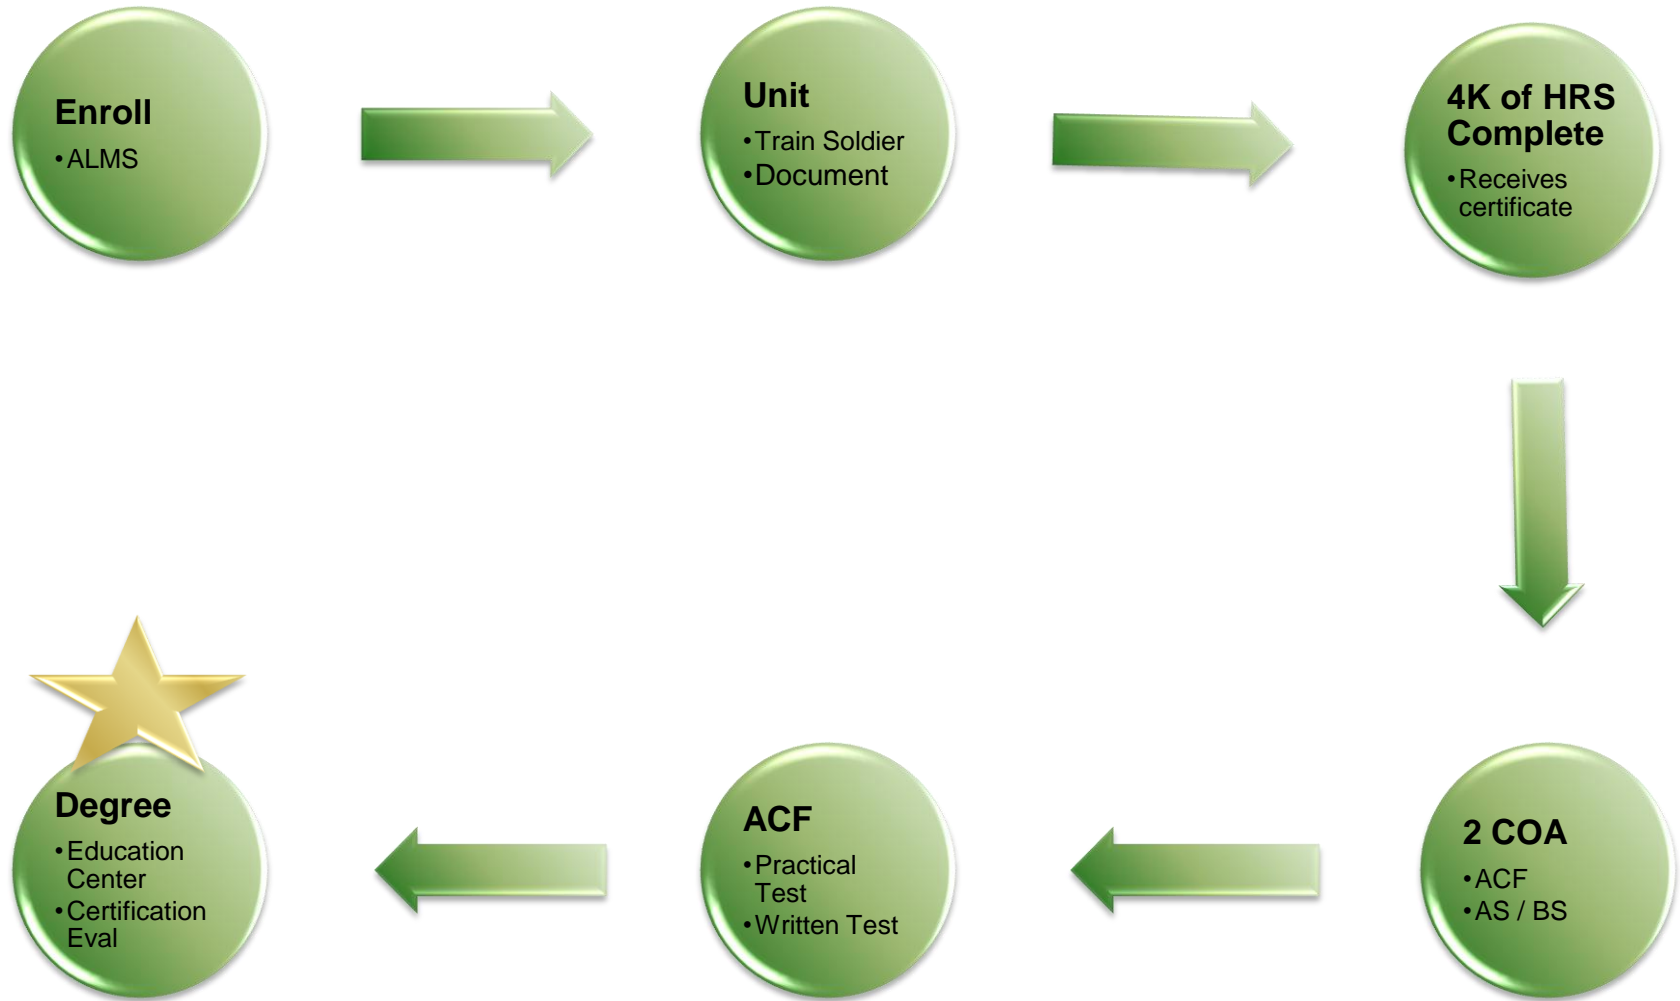 Enroll
•ALMS
Unit
•Train Soldier
•Document
4K of HRS
Complete
•Receives
certificate
Degree
•Education
Center
•Certification
Eval
ACF
•Practical
Test
•Written Test
2 COA
•ACF
•AS / BS